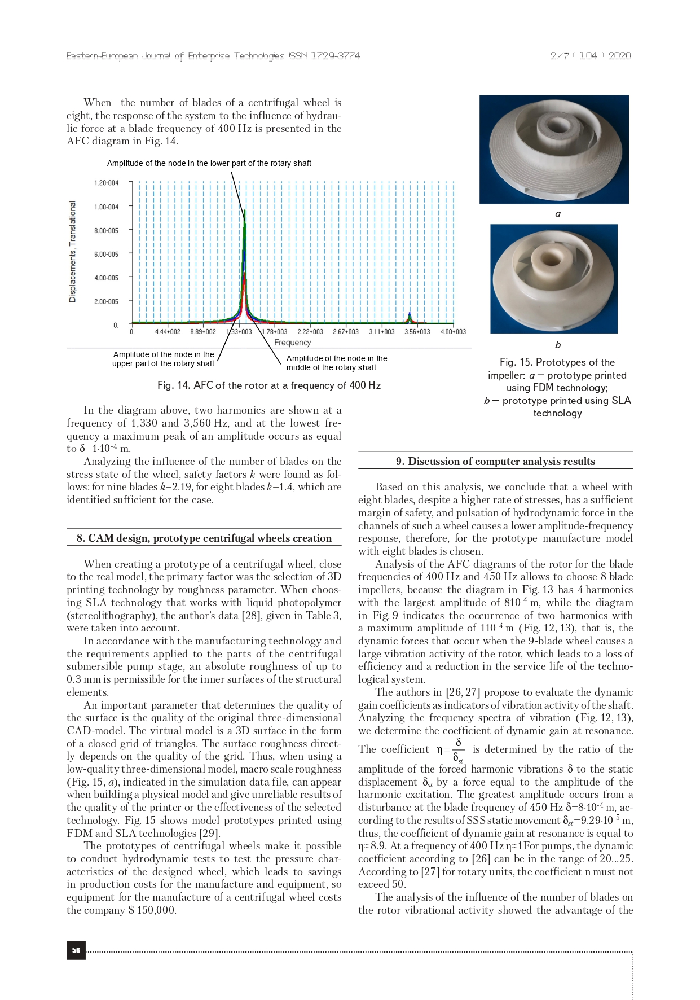 Eastern-European Journal of Enterprise Technologies ISSN 1729-3774
2/7 ( 104 ) 2020
When the number of blades of a centrifugal wheel is
eight, the response of the system to the influence of hydrau-
lic force at a blade frequency of 400 Hz is presented in the
AFC diagram in Fig. 14.
Amplitude of the node in the lower part of the rotary shaft
Displacements, Translational
1.20-004
1.00-004
8.00-005
6.00-005
4.00-005
2.00-005
0.
0. 4.44+002 8.89+002 1.33+003 1.78+003 2.22+003 2.67+003 3.11+003 3.56+003 4.00+003
Frequency
Amplitude of the node in the
upper part of the rotary shaft
Amplitude of the node in the
middle of the rotary shaft
Fig. 14. AFC of the rotor at a frequency of 400 Hz
a
b
Fig. 15. Prototypes of the
impeller: a — prototype printed
using FDM technology;
b — prototype printed using SLA
technology
In the diagram above, two harmonics are shown at a
frequency of 1,330 and 3,560 Hz, and at the lowest fre-
quency a maximum peak of an amplitude occurs as equal
to δ=1·10⁻⁴ m.
Analyzing the influence of the number of blades on the
stress state of the wheel, safety factors k were found as fol-
lows: for nine blades k=2.19, for eight blades k=1.4, which are
identified sufficient for the case.
8. CAM design, prototype centrifugal wheels creation
When creating a prototype of a centrifugal wheel, close
to the real model, the primary factor was the selection of 3D
printing technology by roughness parameter. When choos-
ing SLA technology that works with liquid photopolymer
(stereolithography), the author's data [28], given in Table 3,
were taken into account.
In accordance with the manufacturing technology and
the requirements applied to the parts of the centrifugal
submersible pump stage, an absolute roughness of up to
0.3 mm is permissible for the inner surfaces of the structural
elements.
An important parameter that determines the quality of
the surface is the quality of the original three-dimensional
CAD-model. The virtual model is a 3D surface in the form
of a closed grid of triangles. The surface roughness direct-
ly depends on the quality of the grid. Thus, when using a
low-quality three-dimensional model, macro scale roughness
(Fig. 15, a), indicated in the simulation data file, can appear
when building a physical model and give unreliable results of
the quality of the printer or the effectiveness of the selected
technology. Fig. 15 shows model prototypes printed using
FDM and SLA technologies [29].
The prototypes of centrifugal wheels make it possible
to conduct hydrodynamic tests to test the pressure char-
acteristics of the designed wheel, which leads to savings
in production costs for the manufacture and equipment, so
equipment for the manufacture of a centrifugal wheel costs
the company $ 150,000.
9. Discussion of computer analysis results
Based on this analysis, we conclude that a wheel with
eight blades, despite a higher rate of stresses, has a sufficient
margin of safety, and pulsation of hydrodynamic force in the
channels of such a wheel causes a lower amplitude-frequency
response, therefore, for the prototype manufacture model
with eight blades is chosen.
Analysis of the AFC diagrams of the rotor for the blade
frequencies of 400 Hz and 450 Hz allows to choose 8 blade
impellers, because the diagram in Fig. 13 has 4 harmonics
with the largest amplitude of 810⁻⁴ m, while the diagram
in Fig. 9 indicates the occurrence of two harmonics with
a maximum amplitude of 110⁻⁴ m (Fig. 12, 13), that is, the
dynamic forces that occur when the 9-blade wheel causes a
large vibration activity of the rotor, which leads to a loss of
efficiency and a reduction in the service life of the techno-
logical system.
The authors in [26, 27] propose to evaluate the dynamic
gain coefficients as indicators of vibration activity of the shaft.
Analyzing the frequency spectra of vibration (Fig. 12, 13),
we determine the coefficient of dynamic gain at resonance.
The coefficient η=δ/δst is determined by the ratio of the
amplitude of the forced harmonic vibrations δ to the static
displacement δst by a force equal to the amplitude of the
harmonic excitation. The greatest amplitude occurs from a
disturbance at the blade frequency of 450 Hz δ=8·10⁻⁴ m, ac-
cording to the results of SSS static movement δst=9.29·10⁻⁵ m,
thus, the coefficient of dynamic gain at resonance is equal to
η≈8.9. At a frequency of 400 Hz η≈1For pumps, the dynamic
coefficient according to [26] can be in the range of 20...25.
According to [27] for rotary units, the coefficient n must not
exceed 50.
The analysis of the influence of the number of blades on
the rotor vibrational activity showed the advantage of the
56